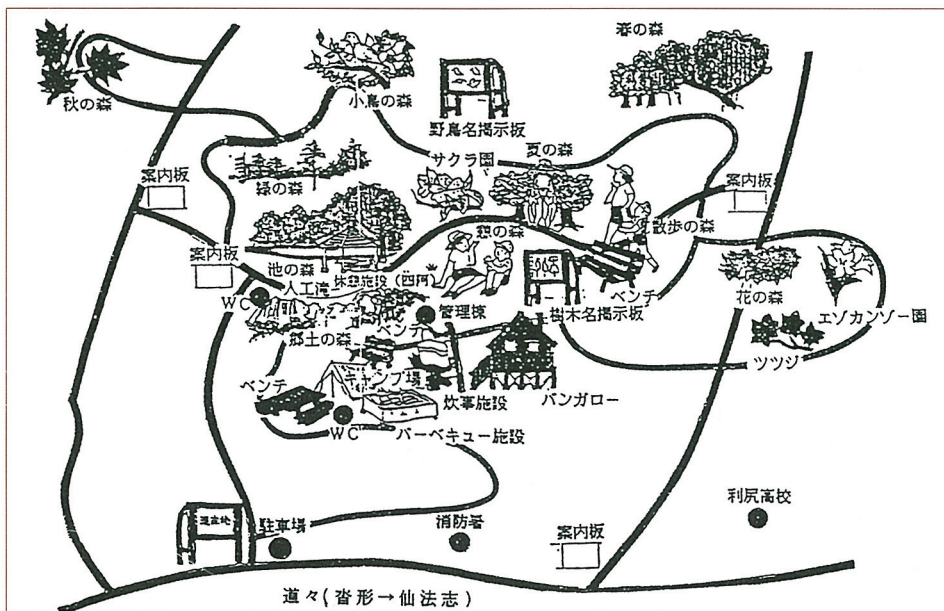 春の森
秋の森
小鳥の森
野鳥名掲示板
サクラ園
夏の森
緑の森
案内板
案内板
散歩の森
憩の森
案内板
池の森
休憩施設(四阿)
人工滝
WC
管理棟
ベンチ
花の森
エゾカンゾー園
樹木名掲示板
ベンチ
郷土の森
ツツジ
ベンチ
キャンプ場
炊事施設
バンガロー
WC
バーベキュー施設
利尻高校
駐車場
消防署
案内板
道々(沓形→仙法志)